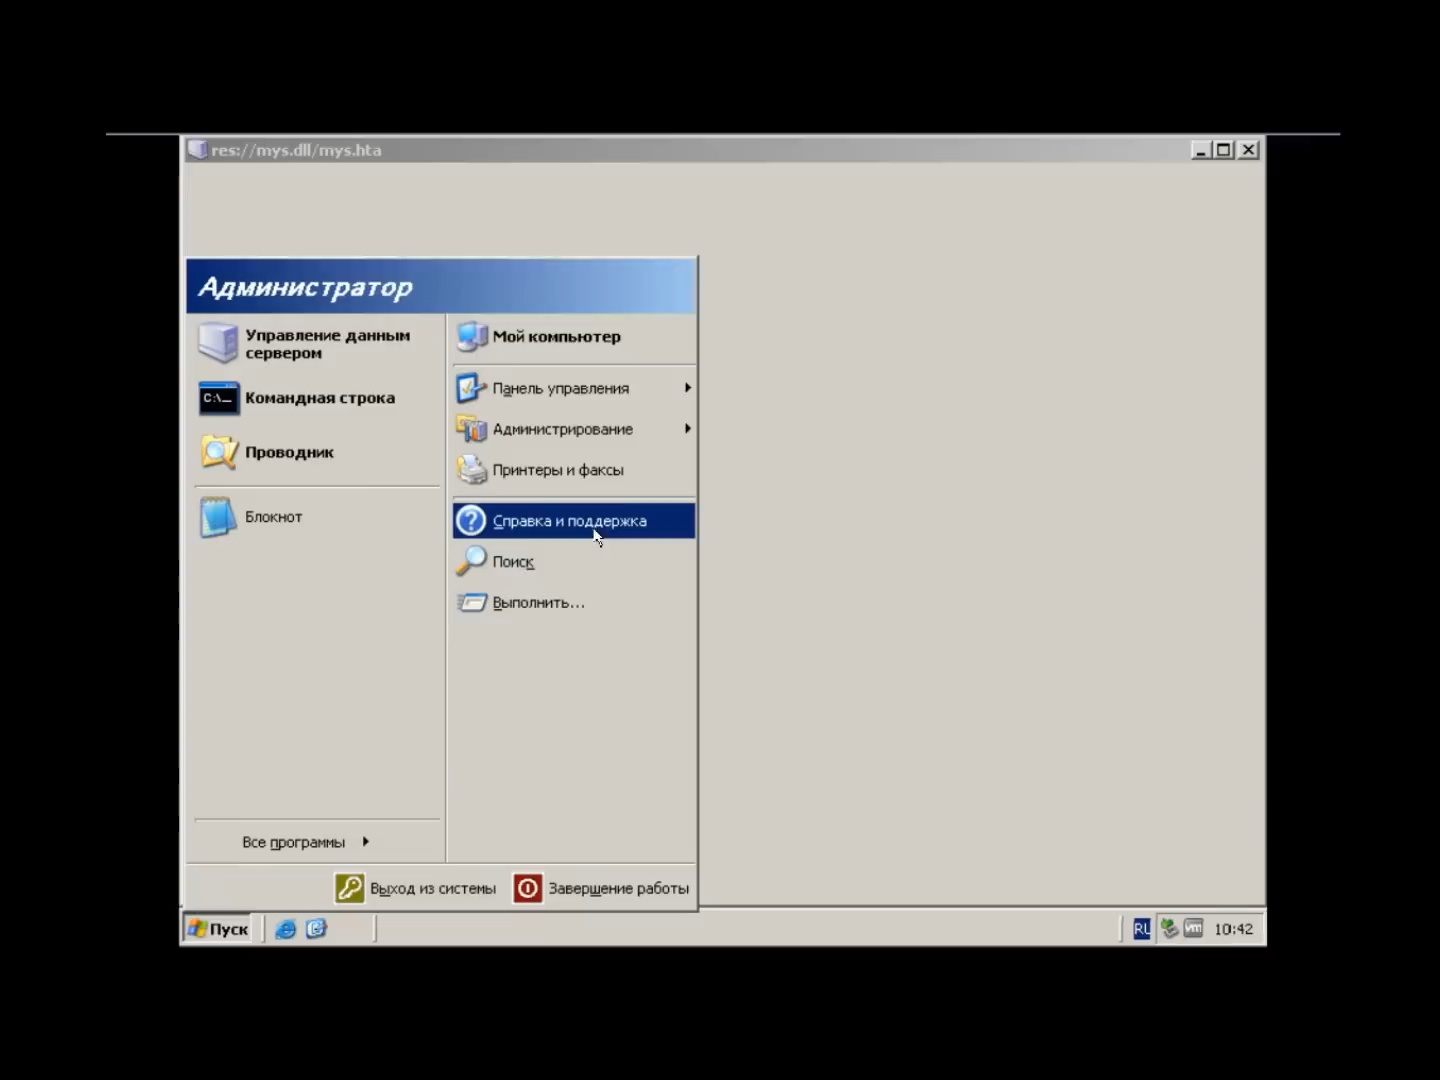 res://mys.dll/mys.hta
Администратор
Управление данным
сервером
C:\_
Командная строка
Проводник
Блокнот
Все программы
Мой компьютер
Панель управления
Администрирование
Принтеры и факсы
Справка и поддержка
Поиск
Выполнить...
Выход из системы
Завершение работы
Пуск
RU
vm
10:42